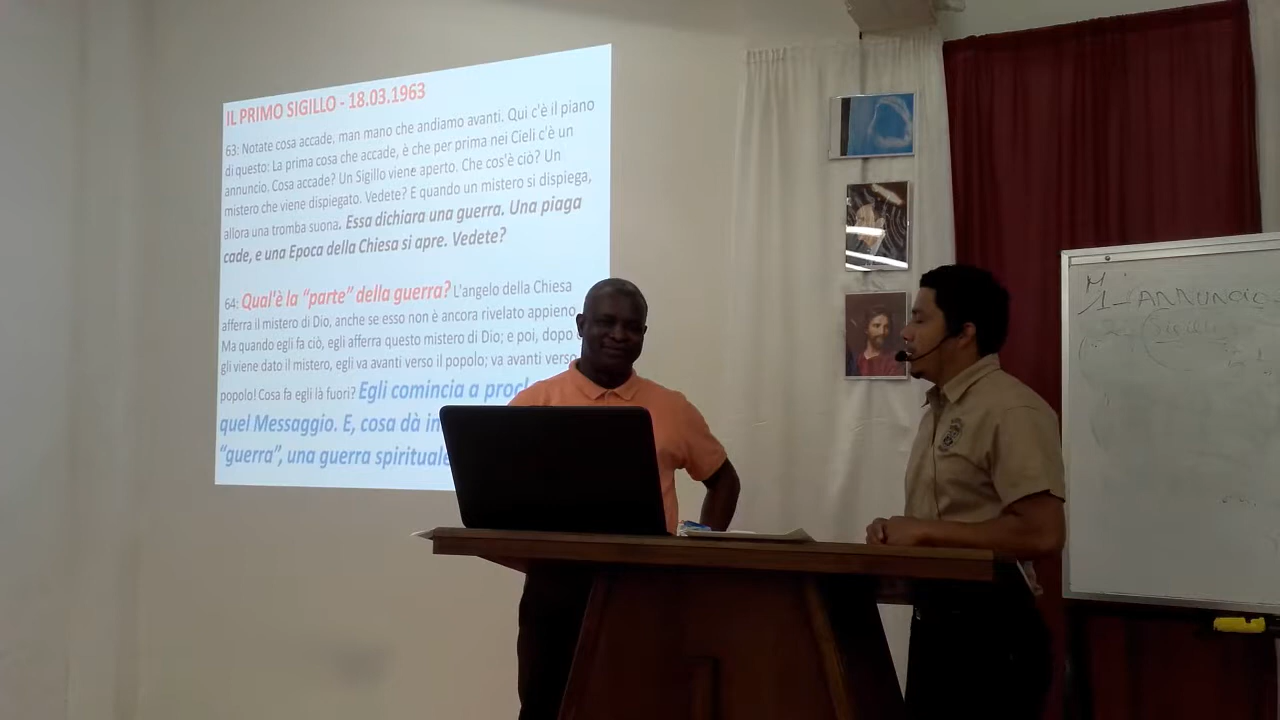 IL PRIMO SIGILLO - 18.03.1963
63: Notate cosa accade, man mano che andiamo avanti. Qui c'è il piano
di questo: La prima cosa che accade, è che per prima nei Cieli c'è un
annuncio. Cosa accade? Un Sigillo viene aperto. Che cos'è ciò? Un
mistero che viene dispiegato. Vedete? E quando un mistero si dispiega,
allora una tromba suona. Essa dichiara una guerra. Una piaga
cade, e una Epoca della Chiesa si apre. Vedete?
64: Qual'è la "parte" della guerra? L'angelo della Chiesa
afferra il mistero di Dio, anche se esso non è ancora rivelato appieno.
Ma quando egli fa ciò, egli afferra questo mistero di Dio; e poi, dopo
gli viene dato il mistero, egli va avanti verso il popolo; va avanti verso
popolo! Cosa fa egli là fuori? Egli comincia a procl
quel Messaggio. E, cosa dà in
"guerra", una guerra spirituale
1- ANNUNCIO
2- Sigillo